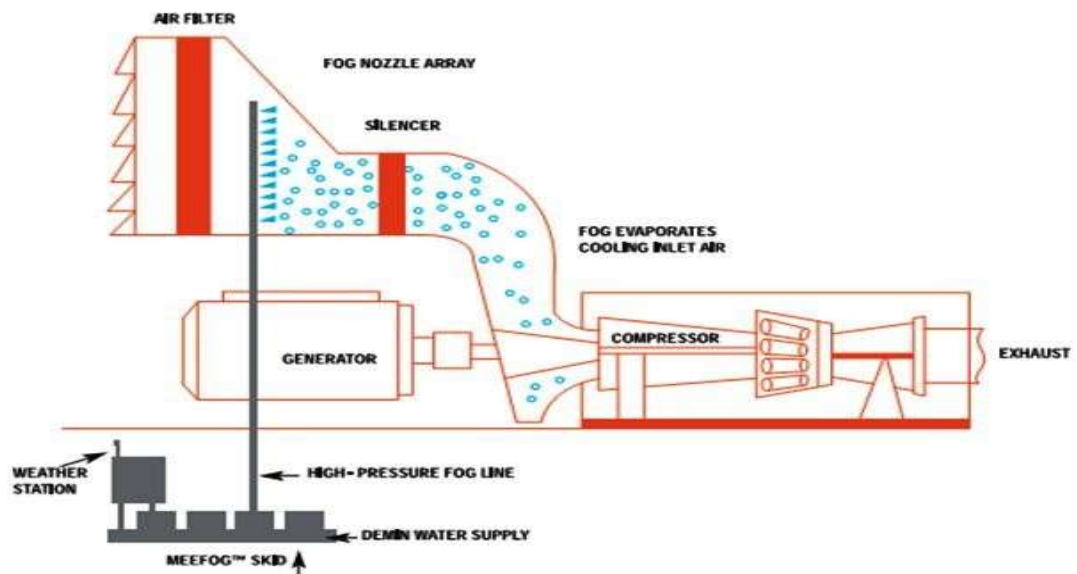 AIR FILTER
FOG NOZZLE ARRAY
SILENCER
FOG EVAPORATES
COOLING INLET AIR
GENERATOR
COMPRESSOR
EXHAUST
WEATHER
STATION
HIGH-PRESSURE FOG LINE
DEMIN WATER SUPPLY
MEEFOG™ SKID